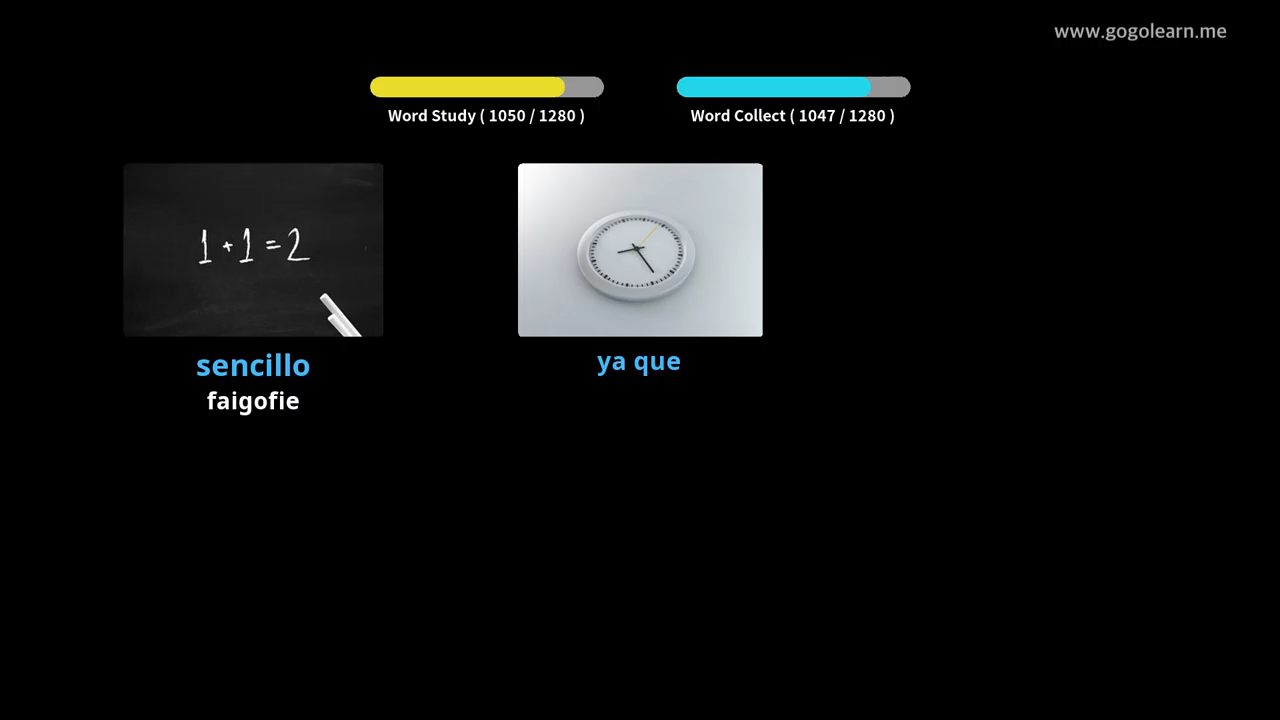 www.gogolearn.me
Word Study ( 1050 / 1280 )
Word Collect ( 1047 / 1280 )
1 + 1 = 2
sencillo
faigofie
ya que